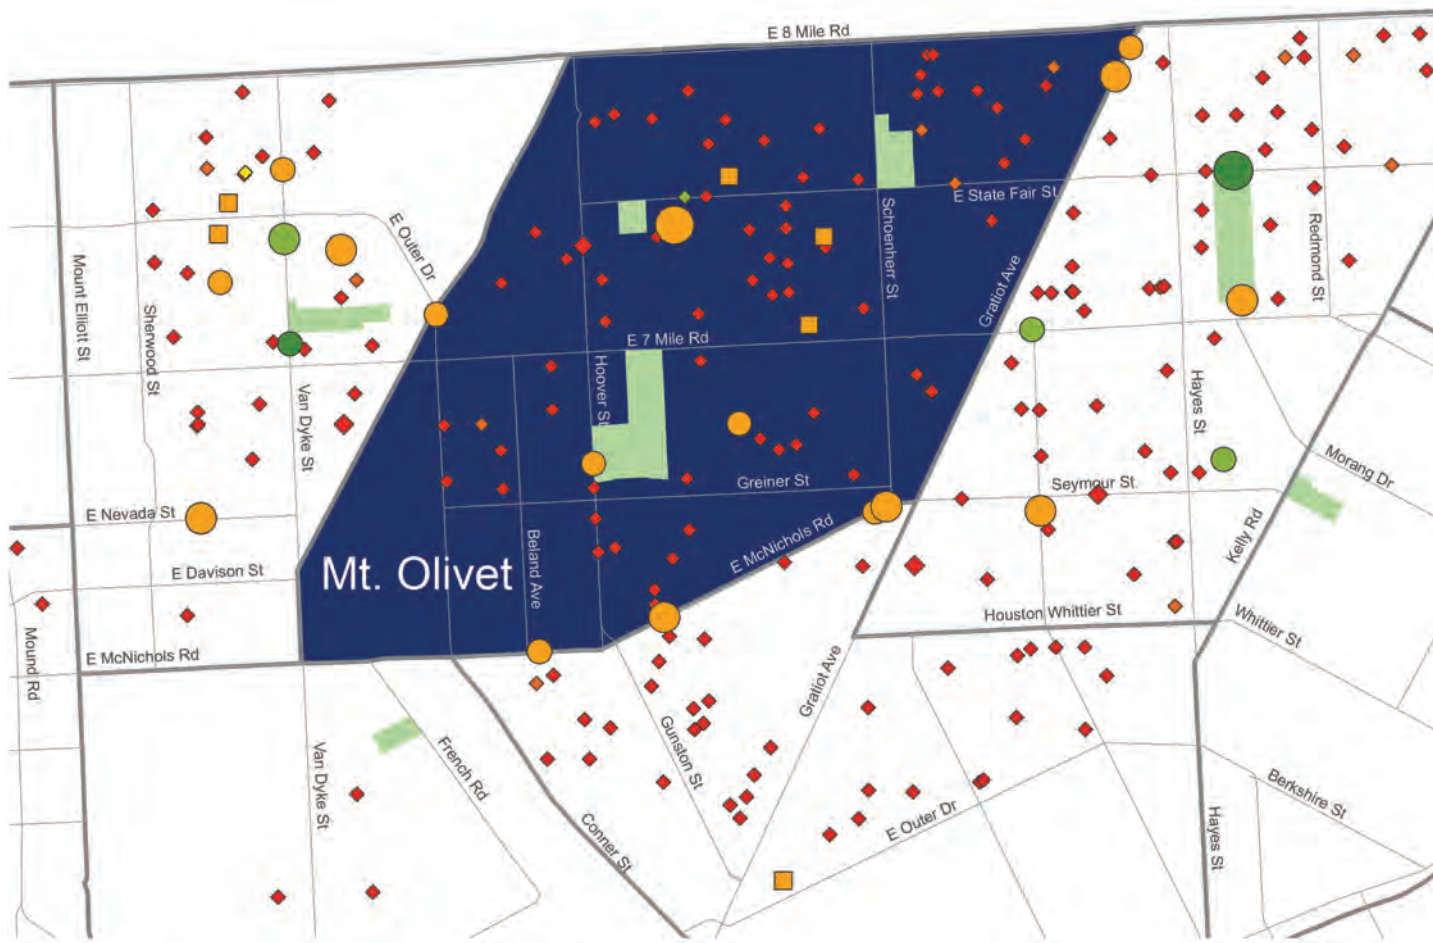 E 8 Mile Rd
E State Fair St
E Outer Dr
Schoenherr St
Redmond St
Mount Elliott St
Gratiot Ave
Sherwood St
E 7 Mile Rd
Hoover St
Van Dyke St
Hayes St
Morang Dr
Greiner St
Seymour St.
E Nevada St
E McNichols Rd
Kelly Rd
E Davison St
Mt. Olivet
Beland Ave
Houston Whittier St
Whittier St
E McNichols Rd
Mound Rd
Gratiot Ave
Gunston St
French Rd
Van Dyke St
Berkshire St
E Outer Dr
Hayes St
Conner St